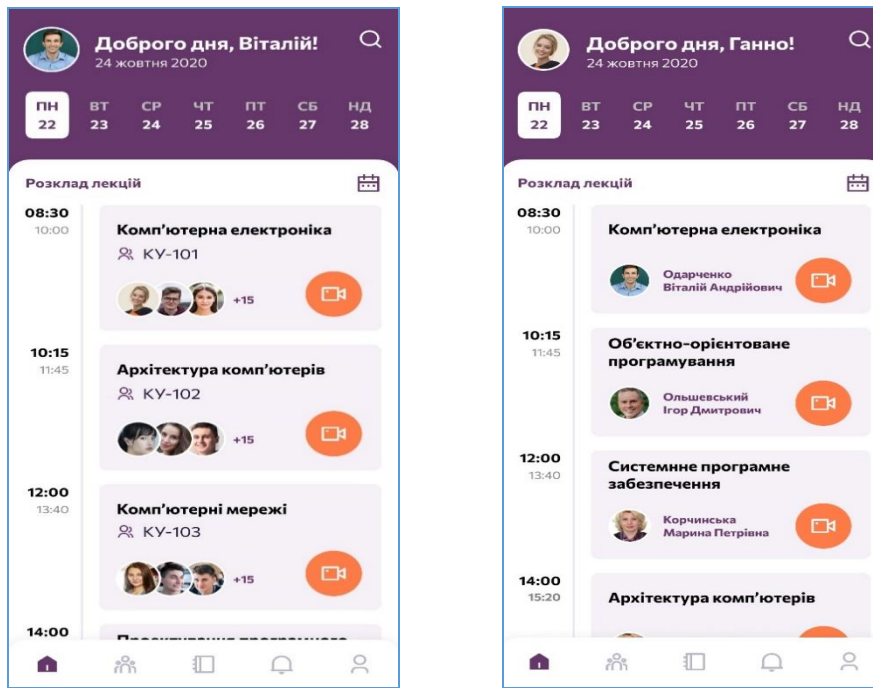 Доброго дня, Віталій!
24 жовтня 2020
ПН ВТ СР ЧТ ПТ СБ НД
22 23 24 25 26 27 28
Розклад лекцій
08:30
10:00
Комп’ютерна електроніка
КУ-101
+15
10:15
11:45
Архітектура комп’ютерів
КУ-102
+15
12:00
13:40
Комп’ютерні мережі
КУ-103
+15
14:00
Доброго дня, Ганно!
24 жовтня 2020
ПН ВТ СР ЧТ ПТ СБ НД
22 23 24 25 26 27 28
Розклад лекцій
08:30
10:00
Комп’ютерна електроніка
Одарченко
Віталій Андрійович
10:15
11:45
Об’єктно-орієнтоване
програмування
Ольшевський
Ігор Дмитрович
12:00
13:40
Системнне програмне
забезпечення
Корчинська
Марина Петрівна
14:00
15:20
Архітектура комп’ютерів